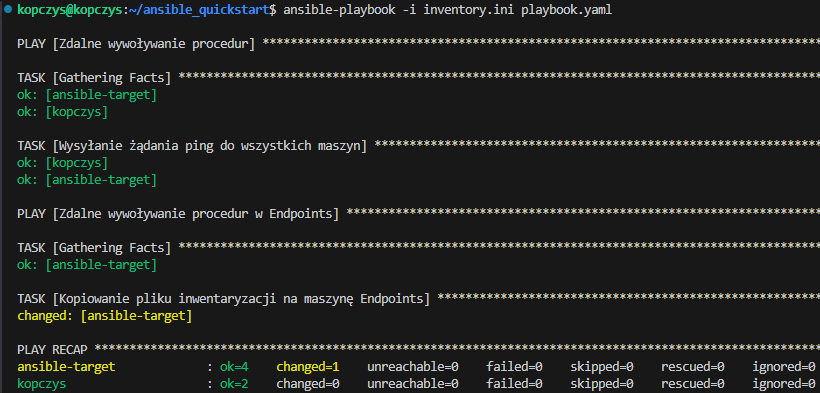 kopczys@kopczys:~/ansible_quickstart$ ansible-playbook -i inventory.ini playbook.yaml
PLAY [Zdalne wywoływanie procedur] ********************************************************************************
TASK [Gathering Facts] ********************************************************************************************
ok: [ansible-target]
ok: [kopczys]
TASK [Wysyłanie żądania ping do wszystkich maszyn] ****************************************************************
ok: [kopczys]
ok: [ansible-target]
PLAY [Zdalne wywoływanie procedur w Endpoints] ********************************************************************
TASK [Gathering Facts] ********************************************************************************************
ok: [ansible-target]
TASK [Kopiowanie pliku inwentaryzacji na maszynę Endpoints] *******************************************************
changed: [ansible-target]
PLAY RECAP ********************************************************************************************************
ansible-target             : ok=4    changed=1    unreachable=0    failed=0    skipped=0    rescued=0    ignored=0
kopczys                    : ok=2    changed=0    unreachable=0    failed=0    skipped=0    rescued=0    ignored=0